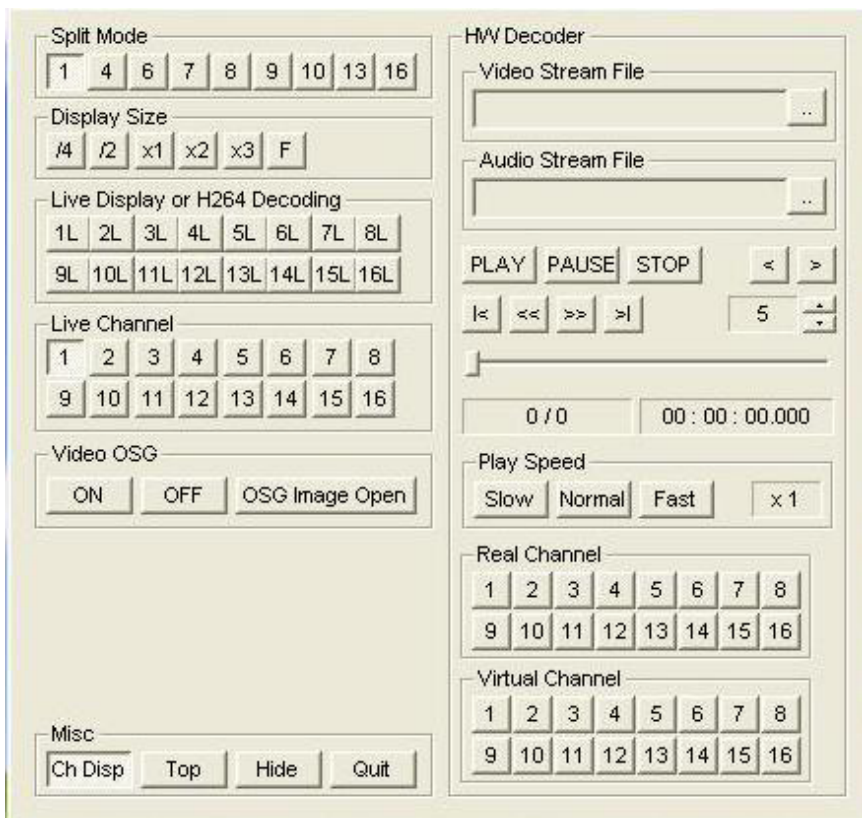 Split Mode
1 4 6 7 8 9 10 13 16
Display Size
/4 /2 x1 x2 x3 F
Live Display or H264 Decoding
1L 2L 3L 4L 5L 6L 7L 8L
9L 10L 11L 12L 13L 14L 15L 16L
Live Channel
1 2 3 4 5 6 7 8
9 10 11 12 13 14 15 16
Video OSG
ON OFF OSG Image Open
Misc
Ch Disp Top Hide Quit
HW Decoder
Video Stream File
..
Audio Stream File
..
PLAY PAUSE STOP < >
|< << >> >| 5
0 / 0 00 : 00 : 00.000
Play Speed
Slow Normal Fast x 1
Real Channel
1 2 3 4 5 6 7 8
9 10 11 12 13 14 15 16
Virtual Channel
1 2 3 4 5 6 7 8
9 10 11 12 13 14 15 16